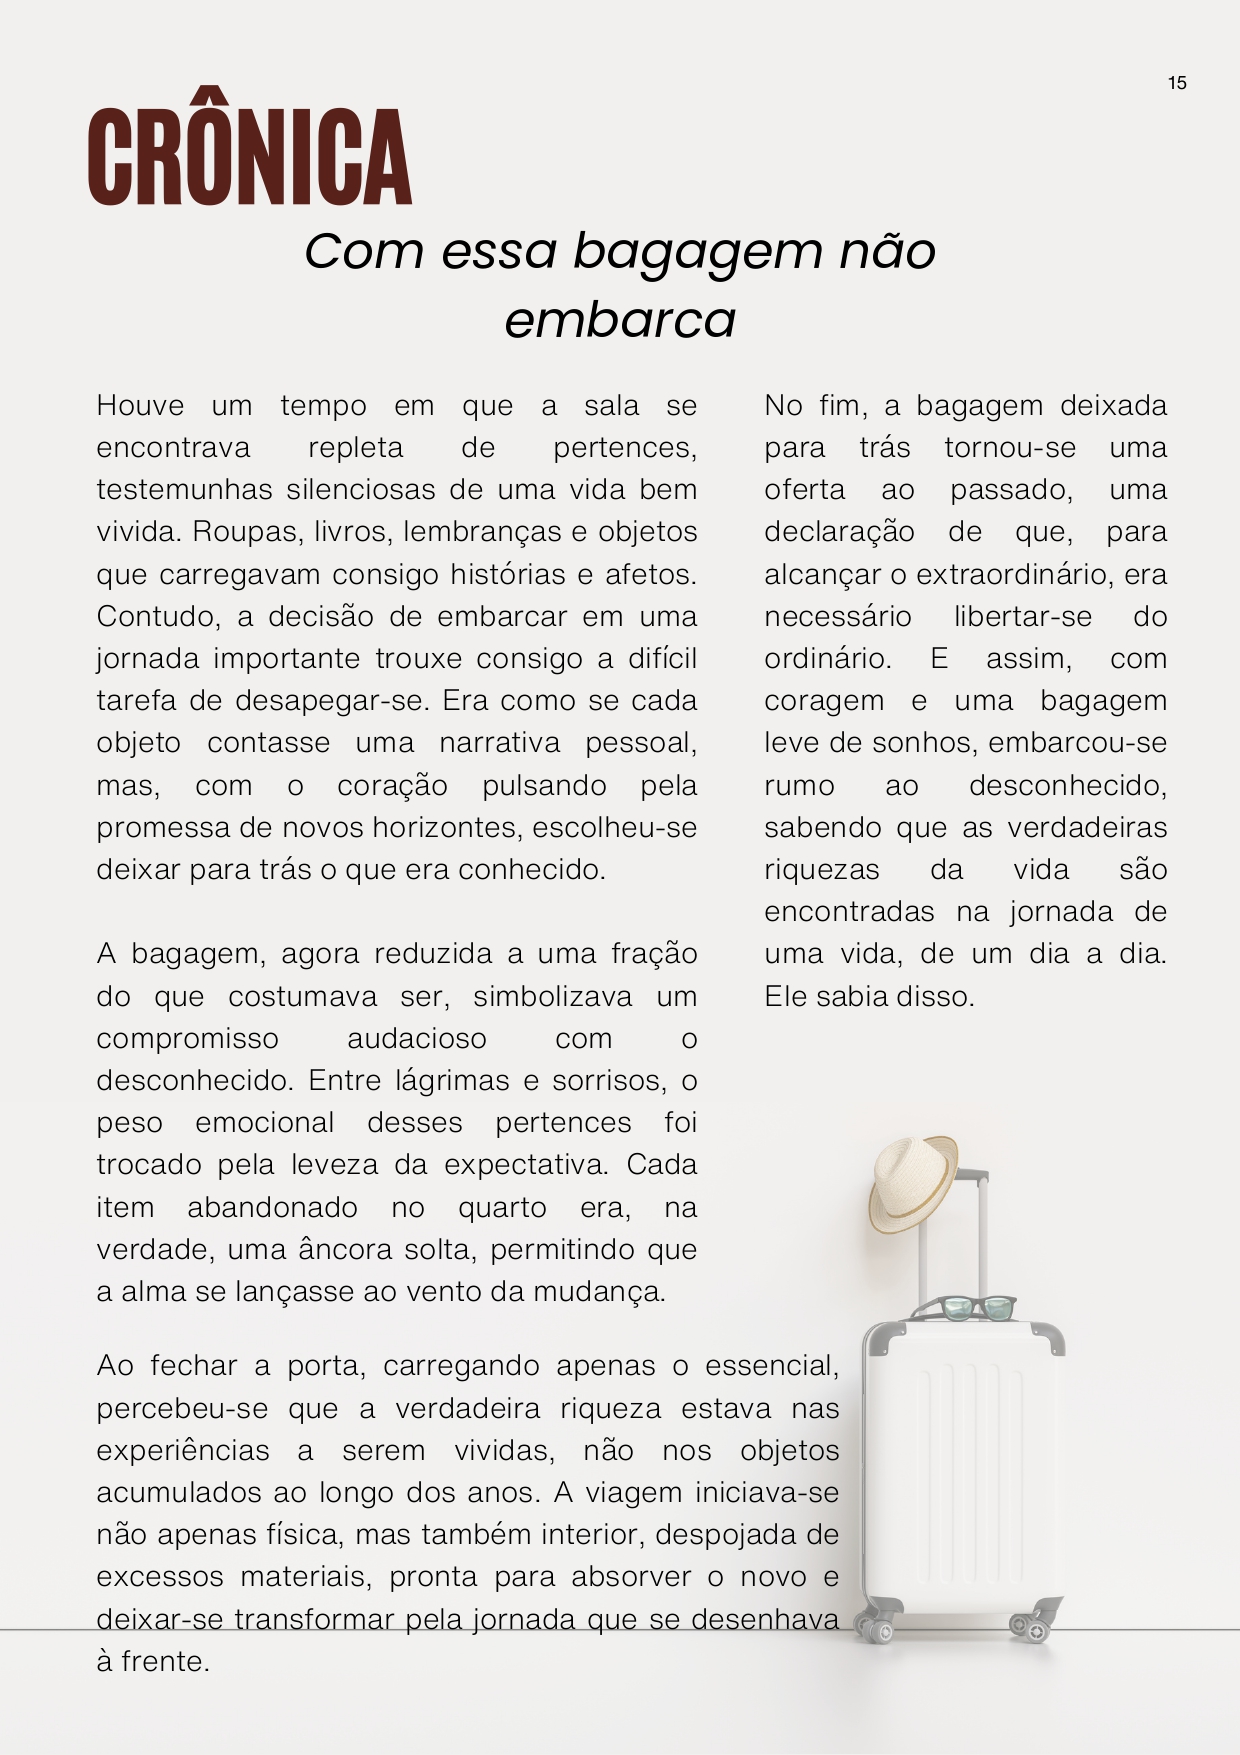 15
CRÔNICA
Com essa bagagem não
embarca
Houve um tempo em que a sala se
encontrava repleta de pertences,
testemunhas silenciosas de uma vida bem
vivida. Roupas, livros, lembranças e objetos
que carregavam consigo histórias e afetos.
Contudo, a decisão de embarcar em uma
jornada importante trouxe consigo a difícil
tarefa de desapegar-se. Era como se cada
objeto contasse uma narrativa pessoal,
mas, com o coração pulsando pela
promessa de novos horizontes, escolheu-se
deixar para trás o que era conhecido.
A bagagem, agora reduzida a uma fração
do que costumava ser, simbolizava um
compromisso audacioso com o
desconhecido. Entre lágrimas e sorrisos, o
peso emocional desses pertences foi
trocado pela leveza da expectativa. Cada
item abandonado no quarto era, na
verdade, uma âncora solta, permitindo que
a alma se lançasse ao vento da mudança.
Ao fechar a porta, carregando apenas o essencial,
percebeu-se que a verdadeira riqueza estava nas
experiências a serem vividas, não nos objetos
acumulados ao longo dos anos. A viagem iniciava-se
não apenas física, mas também interior, despojada de
excessos materiais, pronta para absorver o novo e
deixar-se transformar pela jornada que se desenhava
à frente.
No fim, a bagagem deixada
para trás tornou-se uma
oferta ao passado, uma
declaração de que, para
alcançar o extraordinário, era
necessário libertar-se do
ordinário. E assim, com
coragem e uma bagagem
leve de sonhos, embarcou-se
rumo ao desconhecido,
sabendo que as verdadeiras
riquezas da vida são
encontradas na jornada de
uma vida, de um dia a dia.
Ele sabia disso.